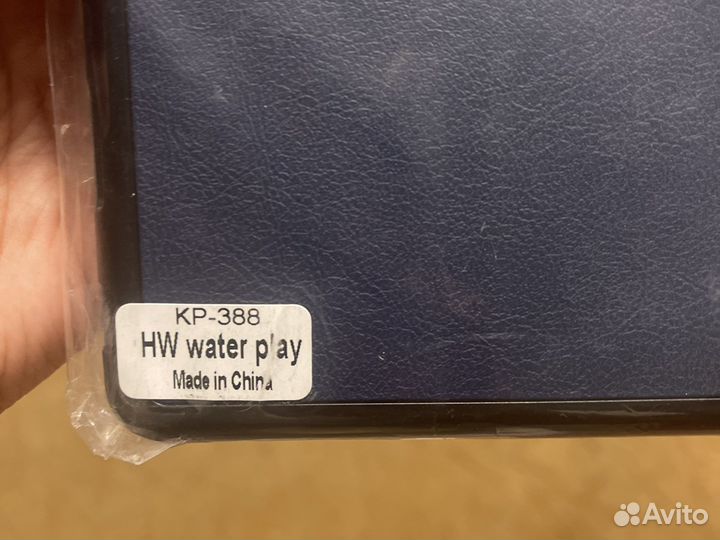 KP-388
HW water play
Made in China
Avito